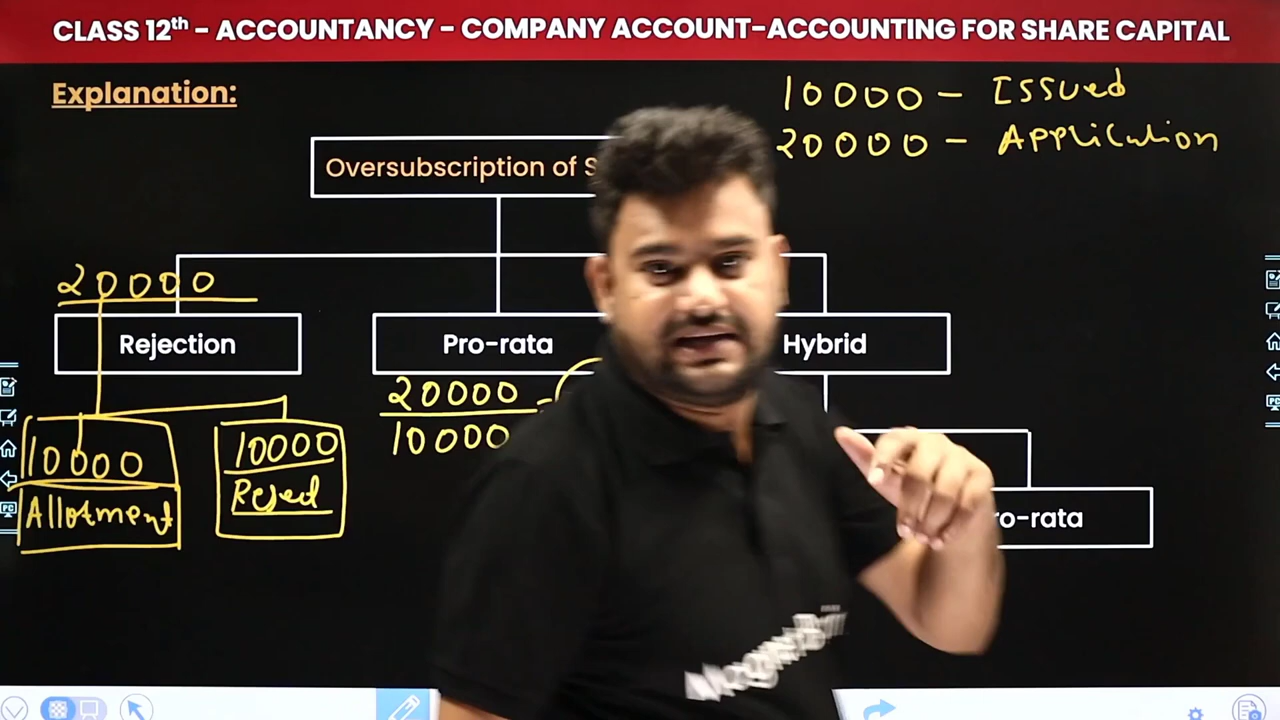 CLASS 12th - ACCOUNTANCY - COMPANY ACCOUNT-ACCOUNTING FOR SHARE CAPITAL
Explanation:
10000 - Issued
20000 - Application
Oversubscription of S
20000
Rejection
Pro-rata
Hybrid
20000
10000
10000
Allotment
10000
Reject
ro-rata